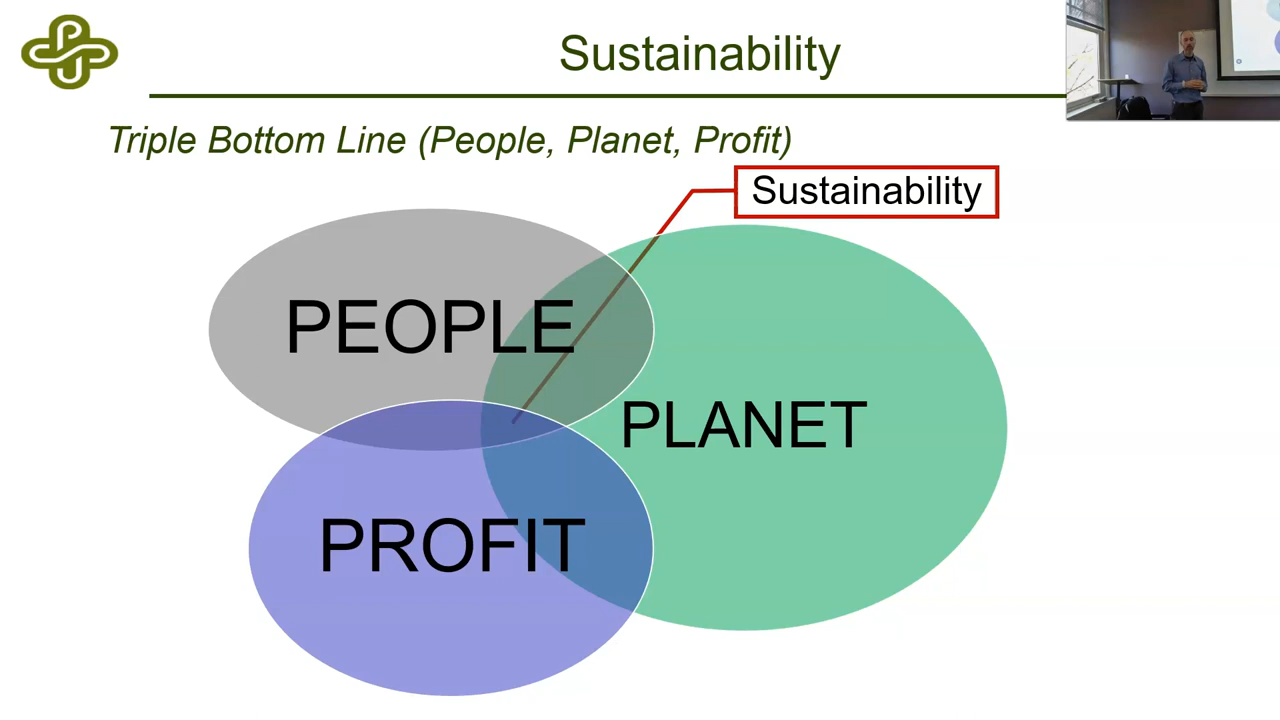 Sustainability
Triple Bottom Line (People, Planet, Profit)
Sustainability
PEOPLE
PLANET
PROFIT